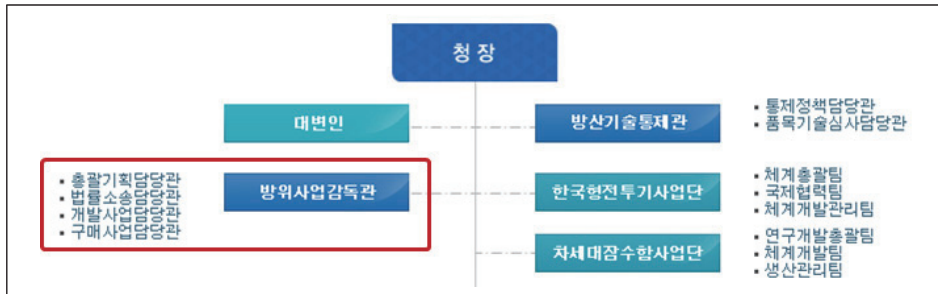 청 장
대변인
방산기술통제관
▪ 통제정책담당관
▪ 품목기술심사담당관
▪ 총괄기획담당관
▪ 법률소송담당관
▪ 개발사업담당관
▪ 구매사업담당관
방위사업감독관
한국형전투기사업단
▪ 체계총괄팀
▪ 국제협력팀
▪ 체계개발관리팀
차세대잠수함사업단
▪ 연구개발총괄팀
▪ 체계개발팀
▪ 생산관리팀